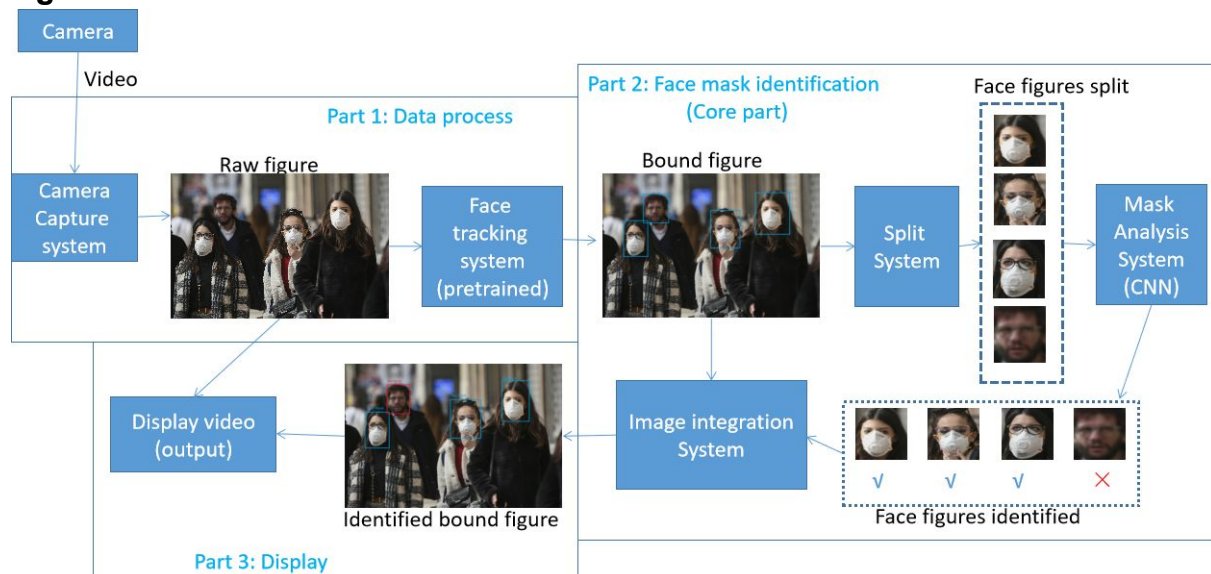 Camera
Video
Part 1: Data process
Raw figure
Camera
Capture
system
Face
tracking
system
(pretrained)
Part 2: Face mask identification
(Core part)
Bound figure
Split
System
Face figures split
Mask
Analysis
System
(CNN)
Face figures identified
√ √ √ ×
Image integration
System
Identified bound figure
Display video
(output)
Part 3: Display